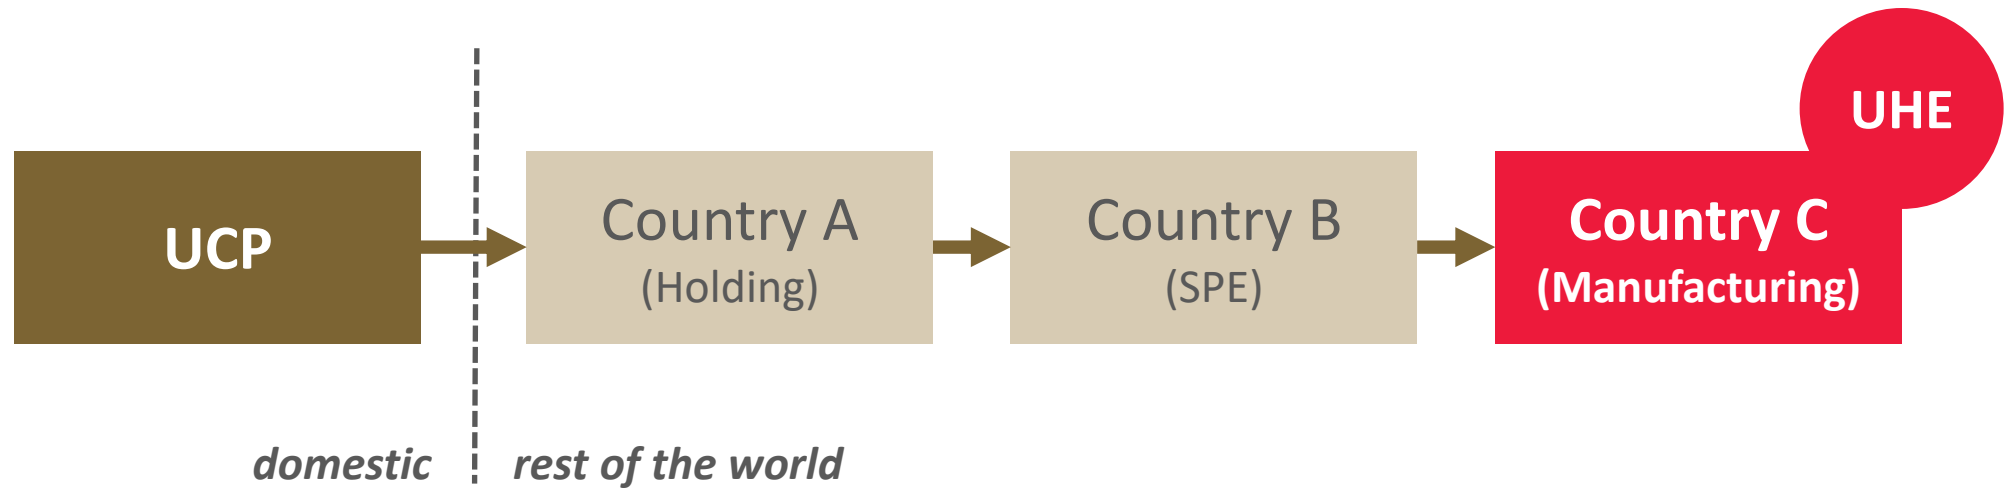 UHE
UCP
Country A
(Holding)
Country B
(SPE)
Country C
(Manufacturing)
domestic
rest of the world